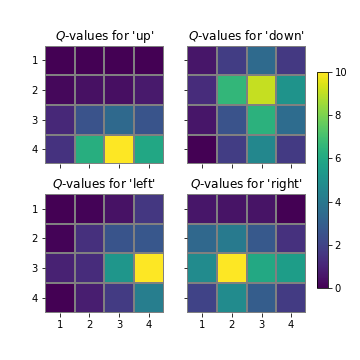 Q-values for 'up'
Q-values for 'down'
1
2
3
4
10
8
6
4
2
0
Q-values for 'left'
Q-values for 'right'
1
2
3
4
1 2 3 4
1 2 3 4